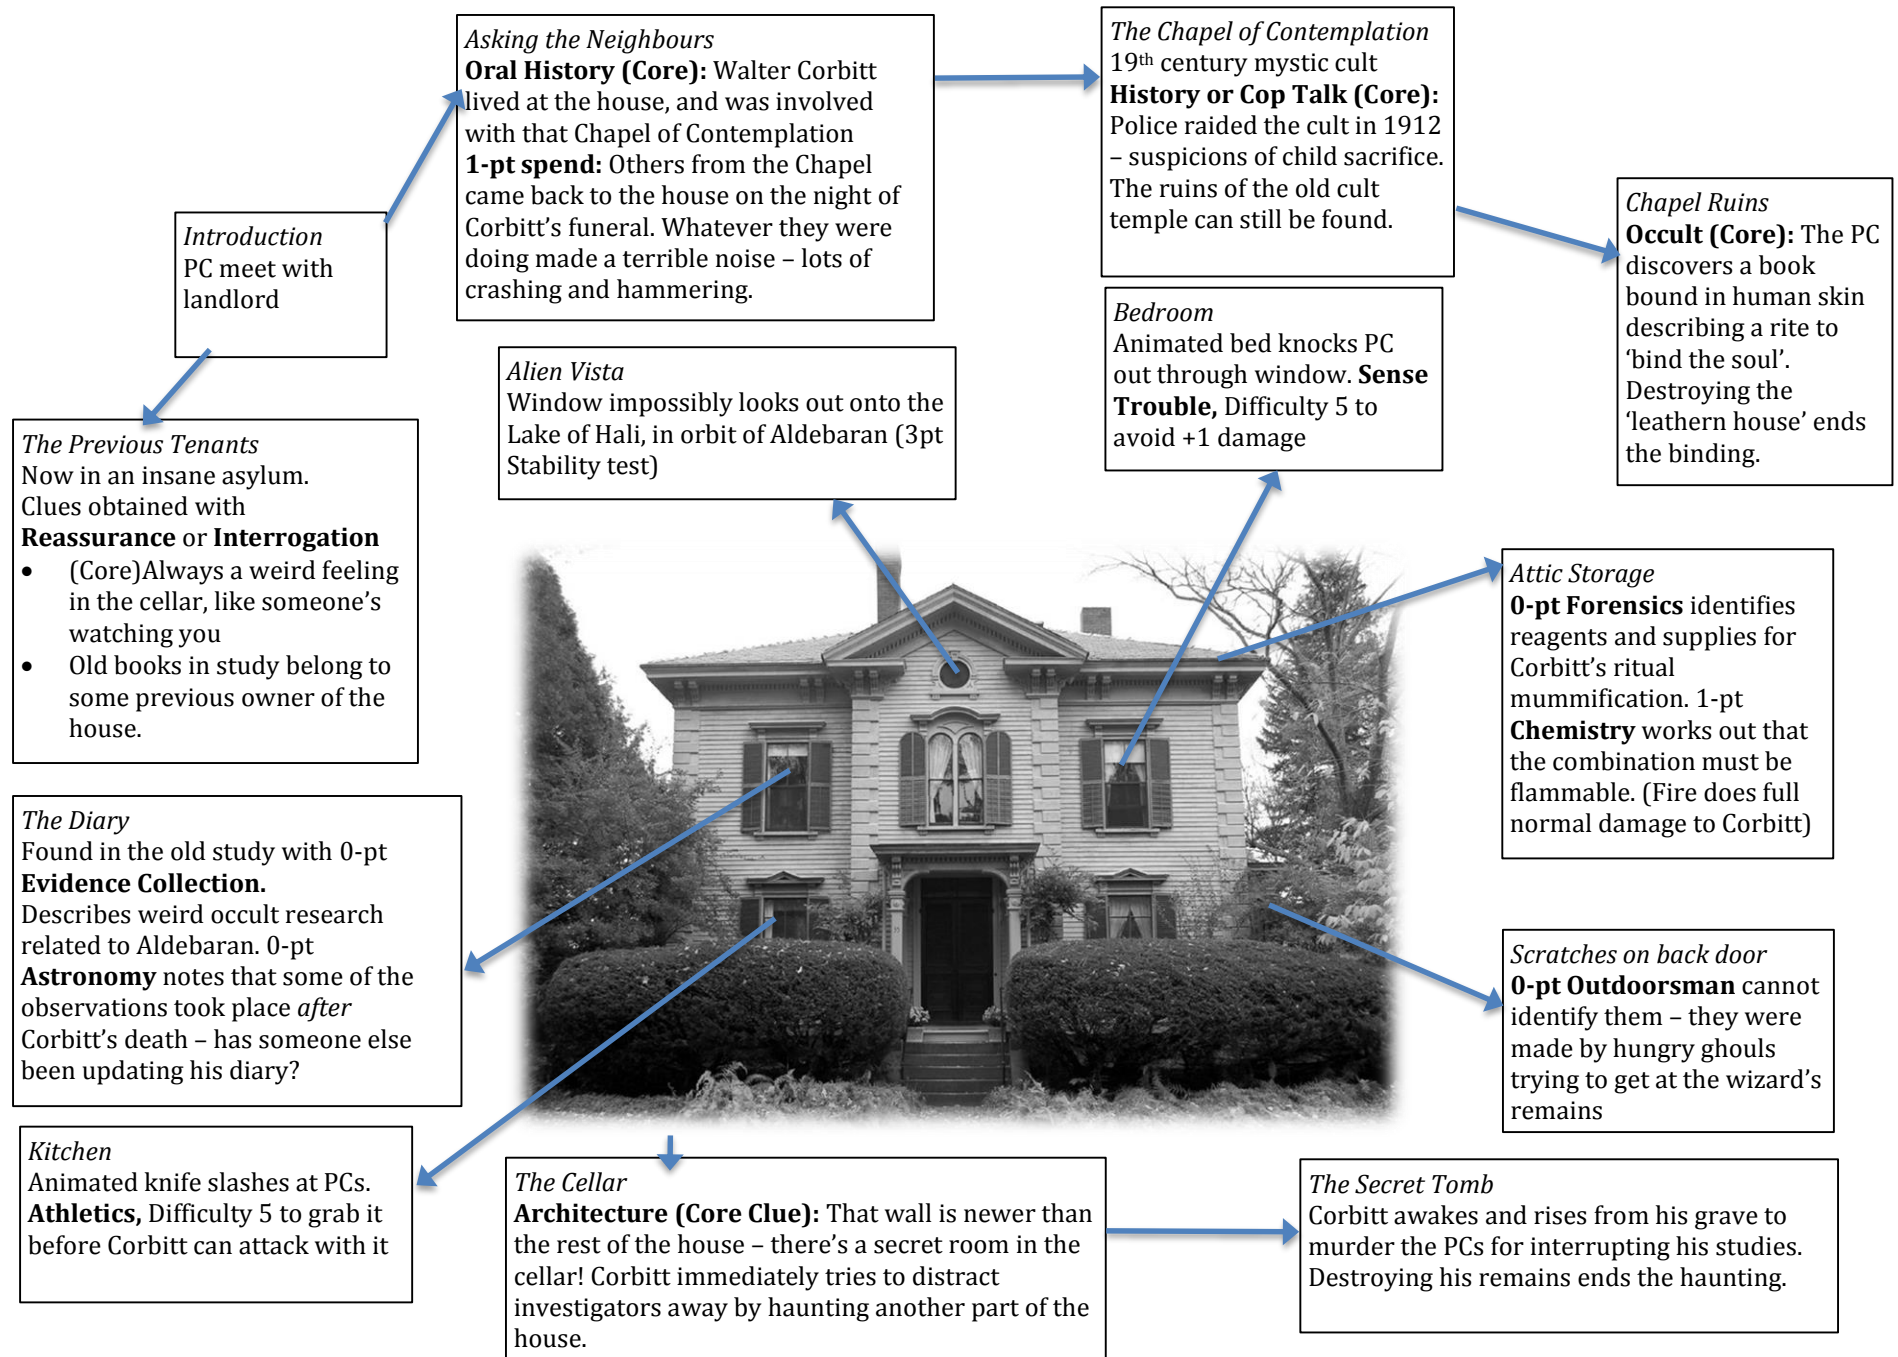 Introduction
PC meet with
landlord
Asking the Neighbours
Oral History (Core): Walter Corbitt
lived at the house, and was involved
with that Chapel of Contemplation
1-pt spend: Others from the Chapel
came back to the house on the night of
Corbitt's funeral. Whatever they were
doing made a terrible noise – lots of
crashing and hammering.
The Chapel of Contemplation
19th century mystic cult
History or Cop Talk (Core):
Police raided the cult in 1912
– suspicions of child sacrifice.
The ruins of the old cult
temple can still be found.
Chapel Ruins
Occult (Core): The PC
discovers a book
bound in human skin
describing a rite to
‘bind the soul’.
Destroying the
‘leathern house’ ends
the binding.
The Previous Tenants
Now in an insane asylum.
Clues obtained with
Reassurance or Interrogation
• (Core)Always a weird feeling
in the cellar, like someone's
watching you
• Old books in study belong to
some previous owner of the
house.
Alien Vista
Window impossibly looks out onto the
Lake of Hali, in orbit of Aldebaran (3pt
Stability test)
Bedroom
Animated bed knocks PC
out through window. Sense
Trouble, Difficulty 5 to
avoid +1 damage
Attic Storage
0-pt Forensics identifies
reagents and supplies for
Corbitt's ritual
mummification. 1-pt
Chemistry works out that
the combination must be
flammable. (Fire does full
normal damage to Corbitt)
The Diary
Found in the old study with 0-pt
Evidence Collection.
Describes weird occult research
related to Aldebaran. 0-pt
Astronomy notes that some of the
observations took place after
Corbitt's death – has someone else
been updating his diary?
Scratches on back door
0-pt Outdoorsman cannot
identify them – they were
made by hungry ghouls
trying to get at the wizard's
remains
Kitchen
Animated knife slashes at PCs.
Athletics, Difficulty 5 to grab it
before Corbitt can attack with it
The Cellar
Architecture (Core Clue): That wall is newer than
the rest of the house – there's a secret room in the
cellar! Corbitt immediately tries to distract
investigators away by haunting another part of the
house.
The Secret Tomb
Corbitt awakes and rises from his grave to
murder the PCs for interrupting his studies.
Destroying his remains ends the haunting.